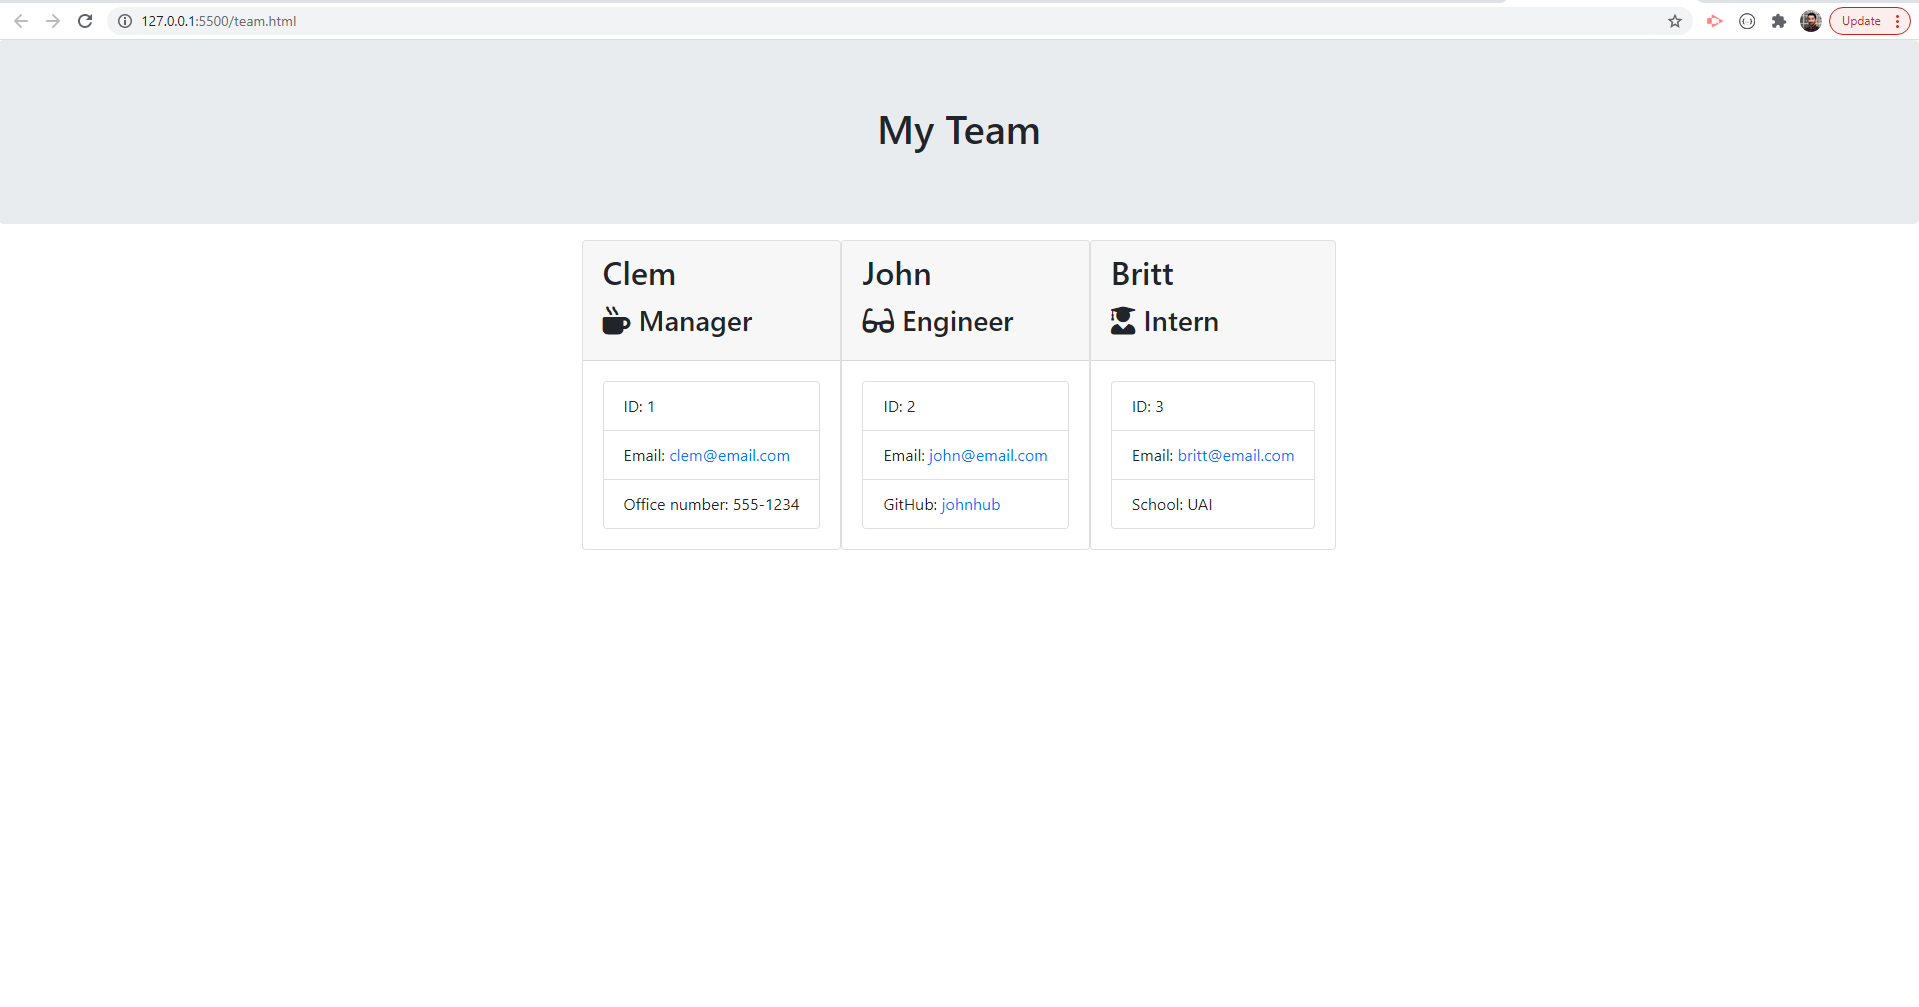 127.0.0.1:5500/team.html
Update
My Team
Clem
Manager
ID: 1
Email: clem@email.com
Office number: 555-1234
John
Engineer
ID: 2
Email: john@email.com
GitHub: johnhub
Britt
Intern
ID: 3
Email: britt@email.com
School: UAI